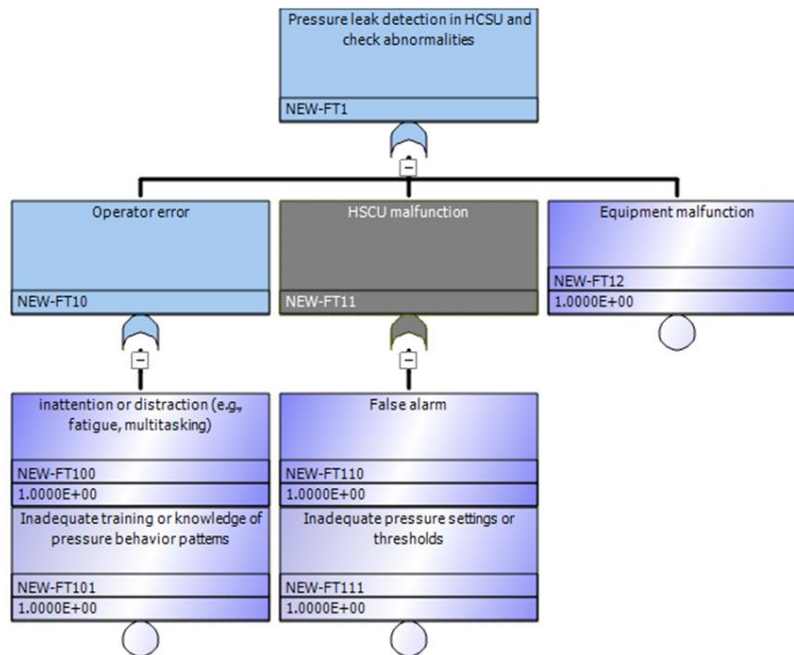 Pressure leak detection in HCSU and
check abnormalities
NEW-FT1
Operator error
NEW-FT10
HSCU malfunction
NEW-FT11
Equipment malfunction
NEW-FT12
1.0000E+00
inattention or distraction (e.g.,
fatigue, multitasking)
NEW-FT100
1.0000E+00
Inadequate training or knowledge of
pressure behavior patterns
NEW-FT101
1.0000E+00
False alarm
NEW-FT110
1.0000E+00
Inadequate pressure settings or
thresholds
NEW-FT111
1.0000E+00